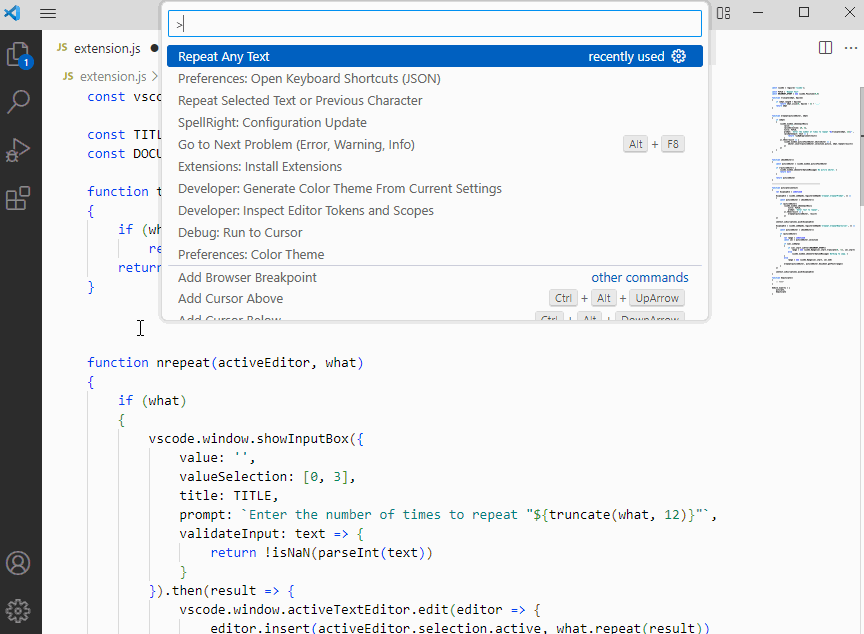 >
Repeat Any Text recently used
Preferences: Open Keyboard Shortcuts (JSON)
Repeat Selected Text or Previous Character
SpellRight: Configuration Update
Go to Next Problem (Error, Warning, Info) Alt + F8
Extensions: Install Extensions
Developer: Generate Color Theme From Current Settings
Developer: Inspect Editor Tokens and Scopes
Debug: Run to Cursor
Preferences: Color Theme
Add Browser Breakpoint other commands
Add Cursor Above Ctrl + Alt + UpArrow
Add Cursor Below Ctrl + Alt + DownArrow
1
JS extension.js ●
JS extension.js >
const vsco
const TITL
const DOCU
function t
{
if (wh
re
return
}
function nrepeat(activeEditor, what)
{
if (what)
{
vscode.window.showInputBox({
value: '',
valueSelection: [0, 3],
title: TITLE,
prompt: `Enter the number of times to repeat "${truncate(what, 12)}"`,
validateInput: text => {
return !isNaN(parseInt(text))
}
}).then(result => {
vscode.window.activeTextEditor.edit(editor => {
editor.insert(activeEditor.selection.active, what.repeat(result))